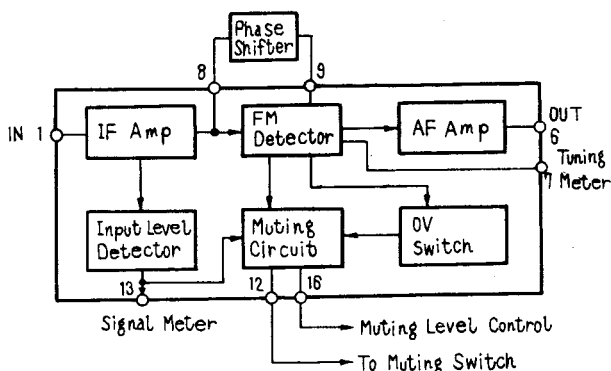 Phase
Shifter
8
9
IN 1
IF Amp
FM
Detector
AF Amp
OUT
6
Tuning
7 Meter
Input Level
Detector
Muting
Circuit
OV
Switch
13
12
16
Signal Meter
Muting Level Control
To Muting Switch